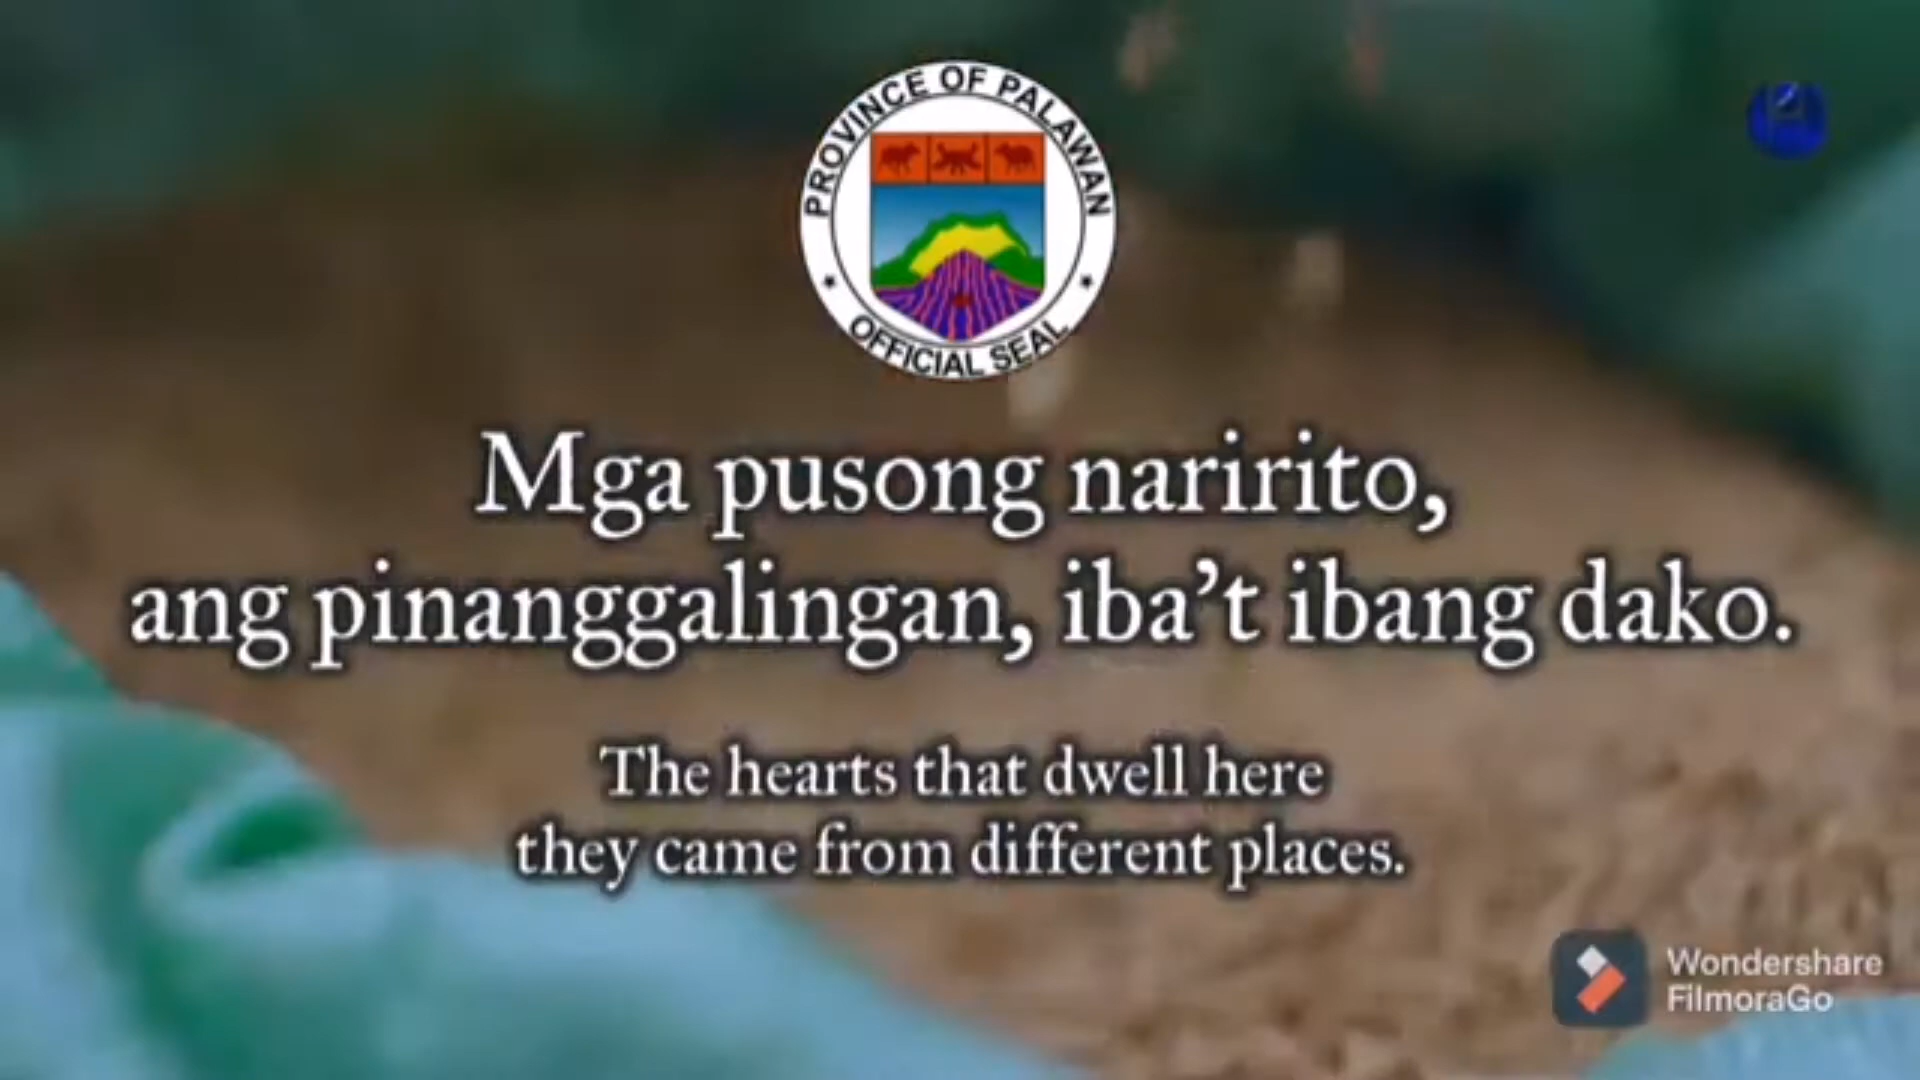 PROVINCE OF PALAWAN
OFFICIAL SEAL
Mga pusong naririto,
ang pinanggalingan, iba't ibang dako.
The hearts that dwell here
they came from different places.
Wondershare
FilmoraGo